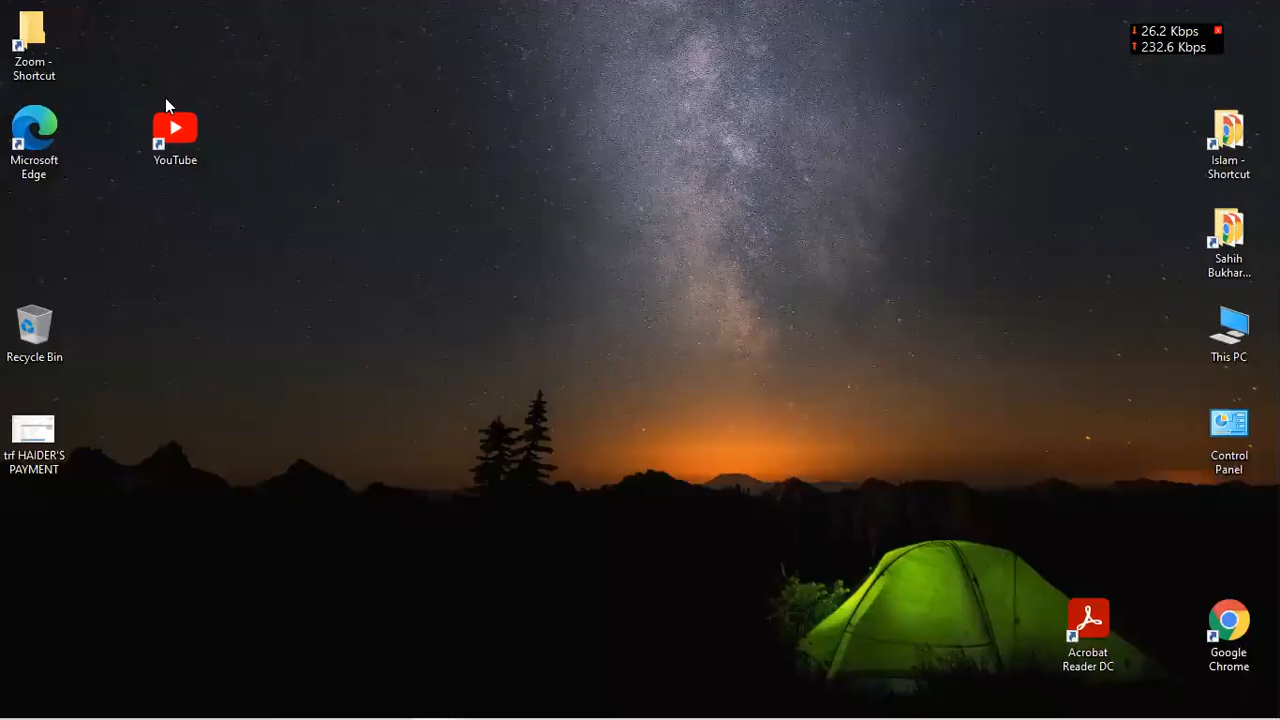 Zoom -
Shortcut
Microsoft
Edge
YouTube
Recycle Bin
trf HAIDER'S
PAYMENT
26.2 Kbps
232.6 Kbps
Islam -
Shortcut
Sahih
Bukhar...
This PC
Control
Panel
Acrobat
Reader DC
Google
Chrome